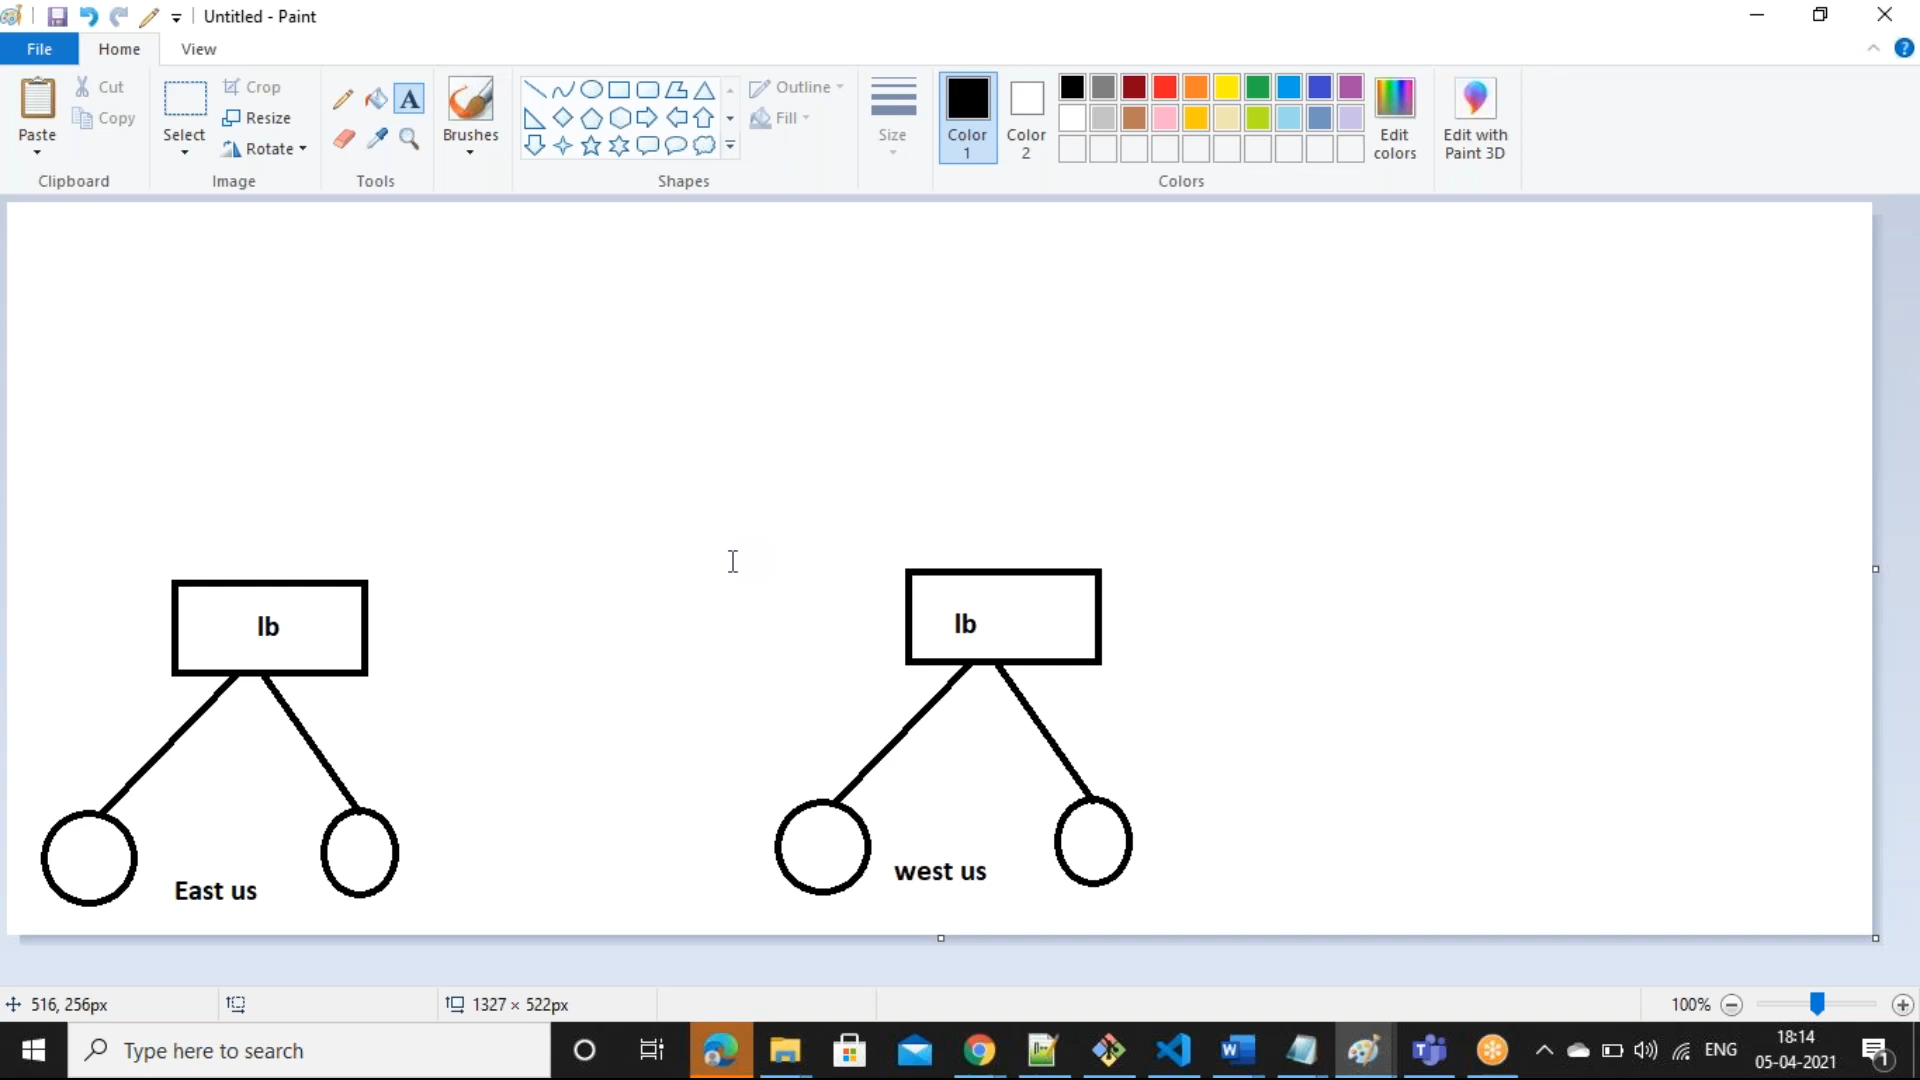 Untitled - Paint
File Home View
Paste Cut Copy Clipboard
Select Crop Resize Rotate Image
Tools
A
Brushes
Shapes
Outline Fill
Size
Color 1
Color 2
Edit colors
Colors
Edit with Paint 3D
lb
lb
East us
west us
516, 256px
1327 × 522px
100%
Type here to search
ENG
18:14
05-04-2021
1